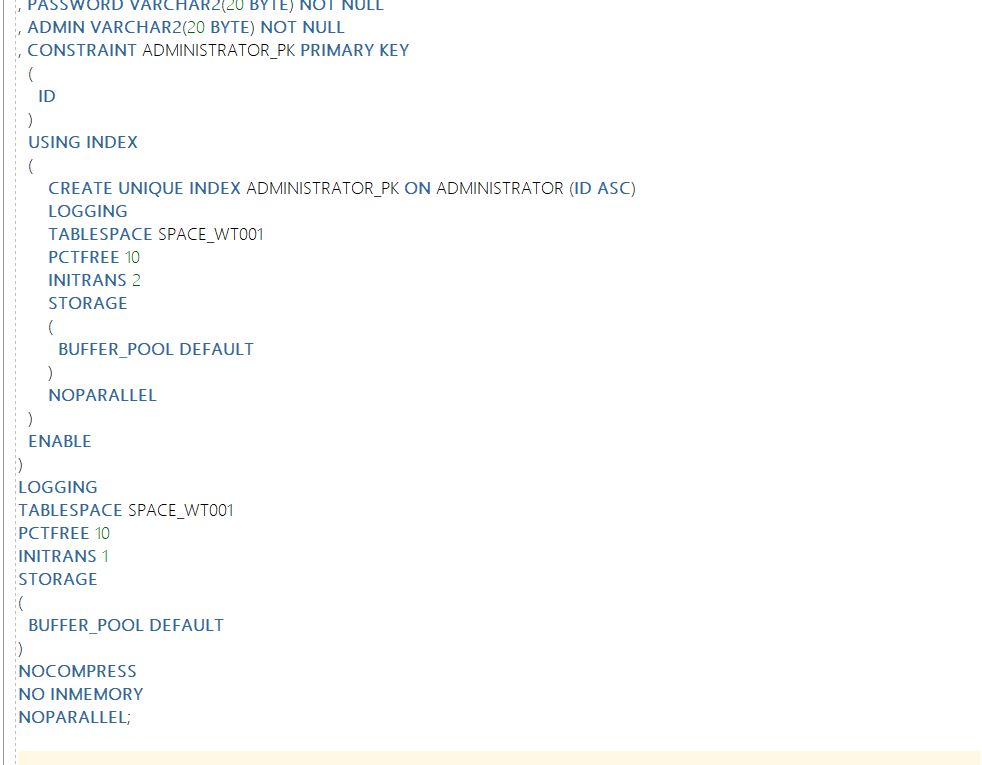 , PASSWORD VARCHAR2(20 BYTE) NOT NULL
, ADMIN VARCHAR2(20 BYTE) NOT NULL
, CONSTRAINT ADMINISTRATOR_PK PRIMARY KEY
(
ID
)
USING INDEX
(
CREATE UNIQUE INDEX ADMINISTRATOR_PK ON ADMINISTRATOR (ID ASC)
LOGGING
TABLESPACE SPACE_WT001
PCTFREE 10
INITRANS 2
STORAGE
(
BUFFER_POOL DEFAULT
)
NOPARALLEL
)
ENABLE
)
LOGGING
TABLESPACE SPACE_WT001
PCTFREE 10
INITRANS 1
STORAGE
(
BUFFER_POOL DEFAULT
)
NOCOMPRESS
NO INMEMORY
NOPARALLEL;